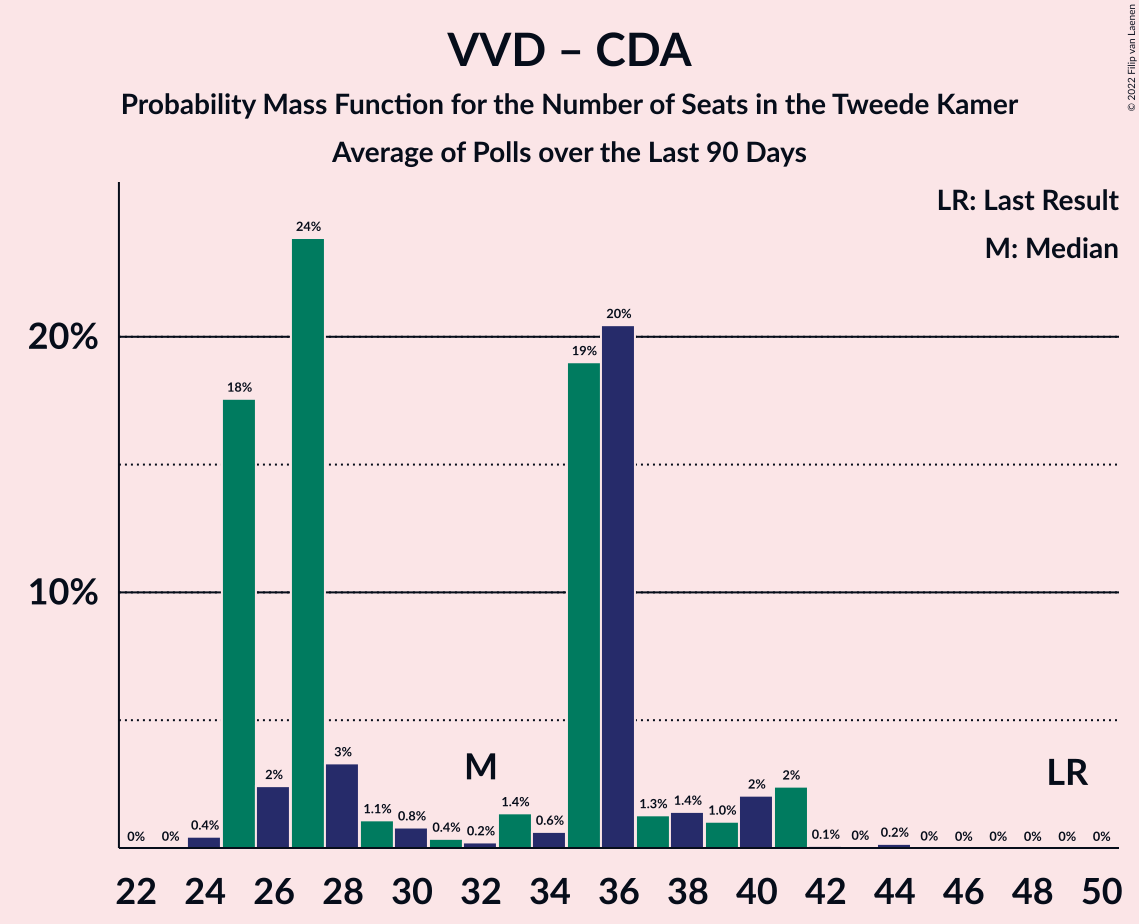 VVD – CDA
Probability Mass Function for the Number of Seats in the Tweede Kamer
Average of Polls over the Last 90 Days
© 2022 Filip van Laenen
LR: Last Result
M: Median
20%
10%
0% 0% 0.4% 18% 2% 24% 3% 1.1% 0.8% 0.4% 0.2% 1.4% 0.6% 19% 20% 1.3% 1.4% 1.0% 2% 2% 0.1% 0% 0.2% 0% 0% 0% 0% 0% 0%
M LR
22 24 26 28 30 32 34 36 38 40 42 44 46 48 50